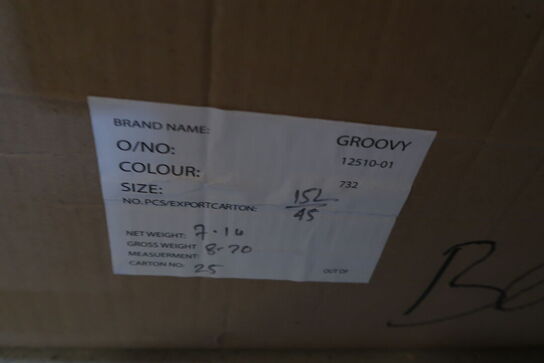 BRAND NAME: GROOVY
O/NO: 12510-01
COLOUR: 732
SIZE: 152
NO. PCS/EXPORTCARTON: 45
NET WEIGHT: 7-10
GROSS WEIGHT 8-70
MEASUERMENT:
CARTON NO: 25 OUT OF